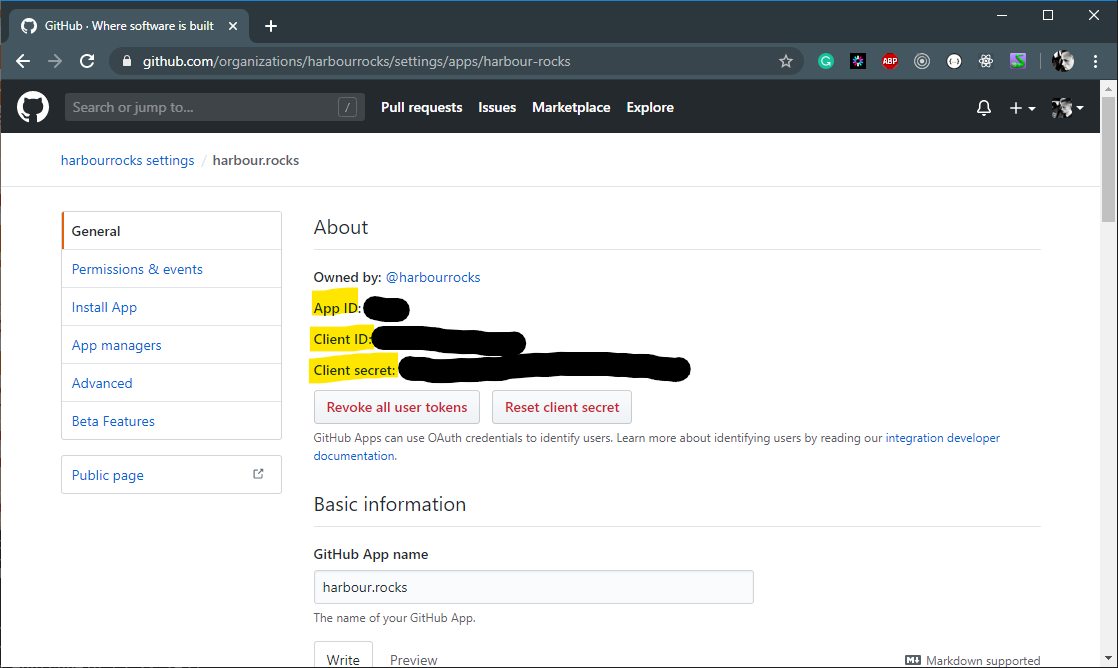 GitHub · Where software is built
github.com/organizations/harbourrocks/settings/apps/harbour-rocks
G
ABP
Search or jump to...
/
Pull requests
Issues
Marketplace
Explore
harbourrocks settings / harbour.rocks
General
Permissions & events
Install App
App managers
Advanced
Beta Features
Public page
About
Owned by: @harbourrocks
App ID:
Client ID:
Client secret:
Revoke all user tokens
Reset client secret
GitHub Apps can use OAuth credentials to identify users. Learn more about identifying users by reading our integration developer
documentation.
Basic information
GitHub App name
harbour.rocks
The name of your GitHub App.
Write
Preview
Markdown supported